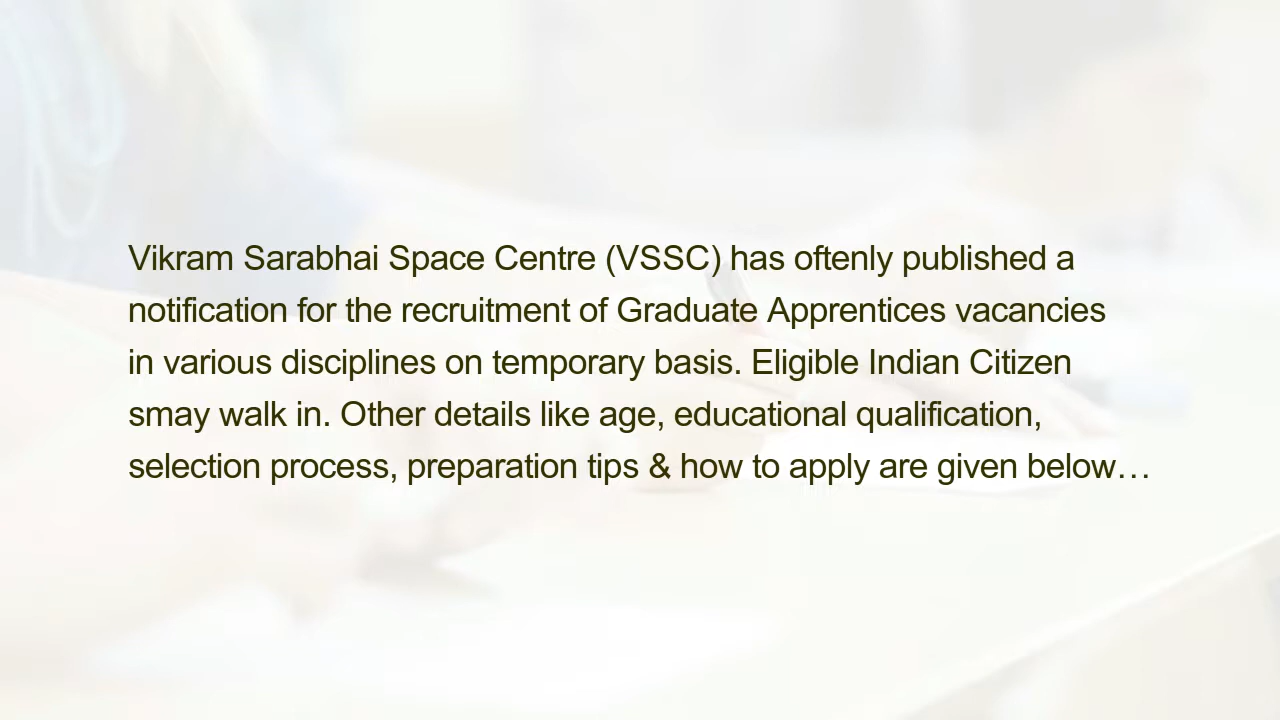 Vikram Sarabhai Space Centre (VSSC) has oftenly published a
notification for the recruitment of Graduate Apprentices vacancies
in various disciplines on temporary basis. Eligible Indian Citizen
smay walk in. Other details like age, educational qualification,
selection process, preparation tips & how to apply are given below…